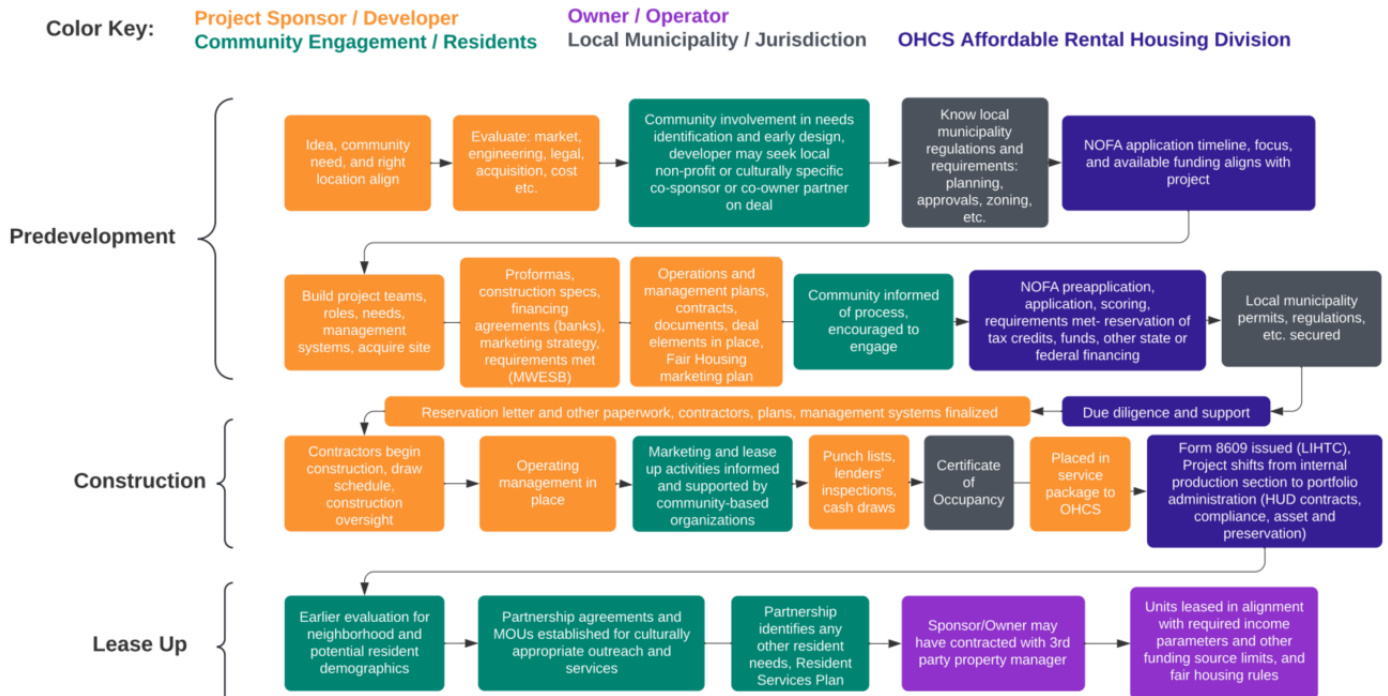 Color Key:
Project Sponsor / Developer
Owner / Operator
Community Engagement / Residents
Local Municipality / Jurisdiction
OHCS Affordable Rental Housing Division
Predevelopment
Idea, community
need, and right
location align
Evaluate: market,
engineering, legal,
acquisition, cost
etc.
Community involvement in needs
identification and early design,
developer may seek local
non-profit or culturally specific
co-sponsor or co-owner partner
on deal
Know local
municipality
regulations and
requirements:
planning,
approvals, zoning,
etc.
NOFA application timeline, focus,
and available funding aligns with
project
Build project teams,
roles, needs,
management
systems, acquire site
Proformas,
construction specs,
financing
agreements (banks),
marketing strategy,
requirements met
(MWESB)
Operations and
management plans,
contracts,
documents, deal
elements in place,
Fair Housing
marketing plan
Community informed
of process,
encouraged to
engage
NOFA preapplication,
application, scoring,
requirements met- reservation of
tax credits, funds, other state or
federal financing
Local municipality
permits, regulations,
etc. secured
Reservation letter and other paperwork, contractors, plans, management systems finalized
Due diligence and support
Construction
Contractors begin
construction, draw
schedule,
construction
oversight
Operating
management in
place
Marketing and lease
up activities informed
and supported by
community-based
organizations
Punch lists,
lenders'
inspections,
cash draws
Certificate
of
Occupancy
Placed in
service
package to
OHCS
Form 8609 issued (LIHTC),
Project shifts from internal
production section to portfolio
administration (HUD contracts,
compliance, asset and
preservation)
Lease Up
Earlier evaluation for
neighborhood and
potential resident
demographics
Partnership agreements and
MOUs established for culturally
appropriate outreach and
services
Partnership
identifies any
other resident
needs, Resident
Services Plan
Sponsor/Owner may
have contracted with 3rd
party property manager
Units leased in alignment
with required income
parameters and other
funding source limits, and
fair housing rules